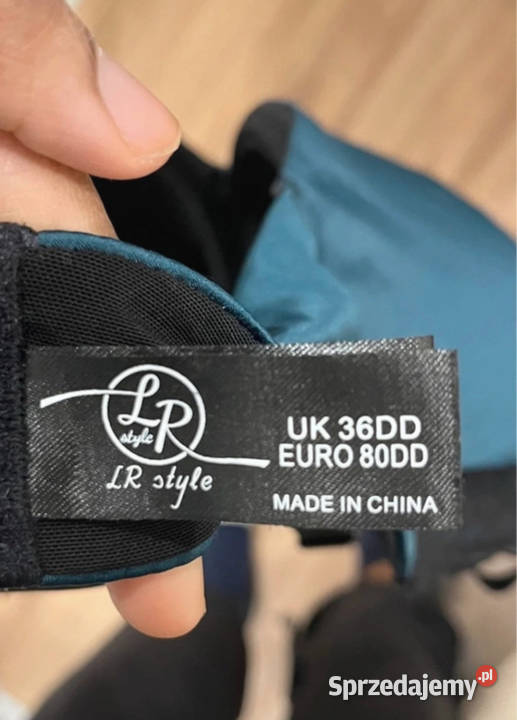 LR
style
LR style
UK 36DD
EURO 80DD
MADE IN CHINA
Sprzedajemy.pl